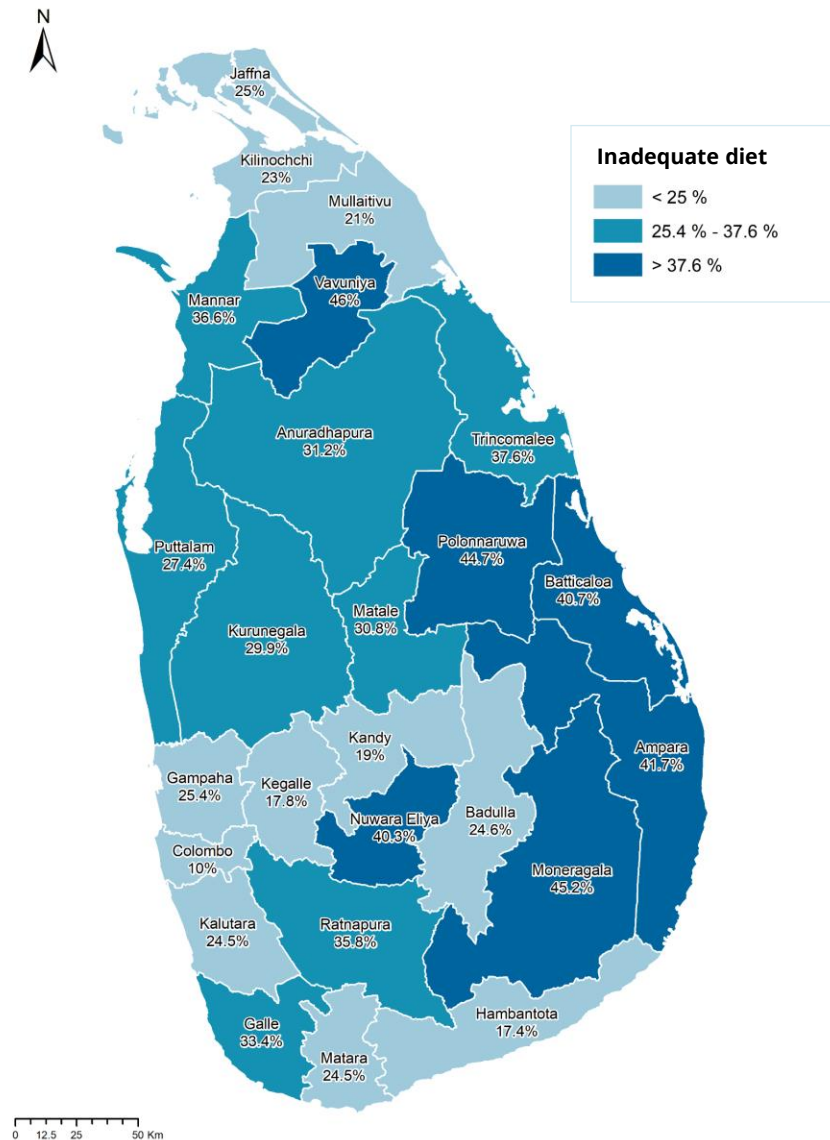 N
Jaffna
25%
Inadequate diet
< 25 %
25.4 % - 37.6 %
> 37.6 %
Kilinochchi
23%
Mullaitivu
21%
Vavuniya
46%
Mannar
36.6%
Anuradhapura
31.2%
Trincomalee
37.6%
Puttalam
27.4%
Polonnaruwa
44.7%
Batticaloa
40.7%
Matale
30.8%
Kurunegala
29.9%
Kandy
19%
Ampara
41.7%
Gampaha
25.4%
Kegalle
17.8%
Nuwara Eliya
40.3%
Badulla
24.6%
Colombo
10%
Moneragala
45.2%
Kalutara
24.5%
Ratnapura
35.8%
Hambantota
17.4%
Galle
33.4%
Matara
24.5%
0 12.5 25 50 Km